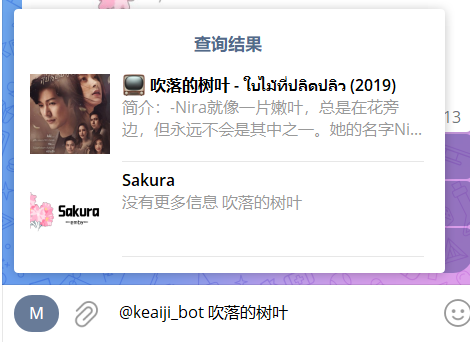 查询结果
吹落的树叶 - ใบไม้ที่ปลิดปลิว (2019)
简介：-Nira就像一片嫩叶，总是在花旁
边，但永远不会是其中之一。她的名字Ni...
13
Sakura
Sakura
没有更多信息 吹落的树叶
M
@keaiji_bot 吹落的树叶